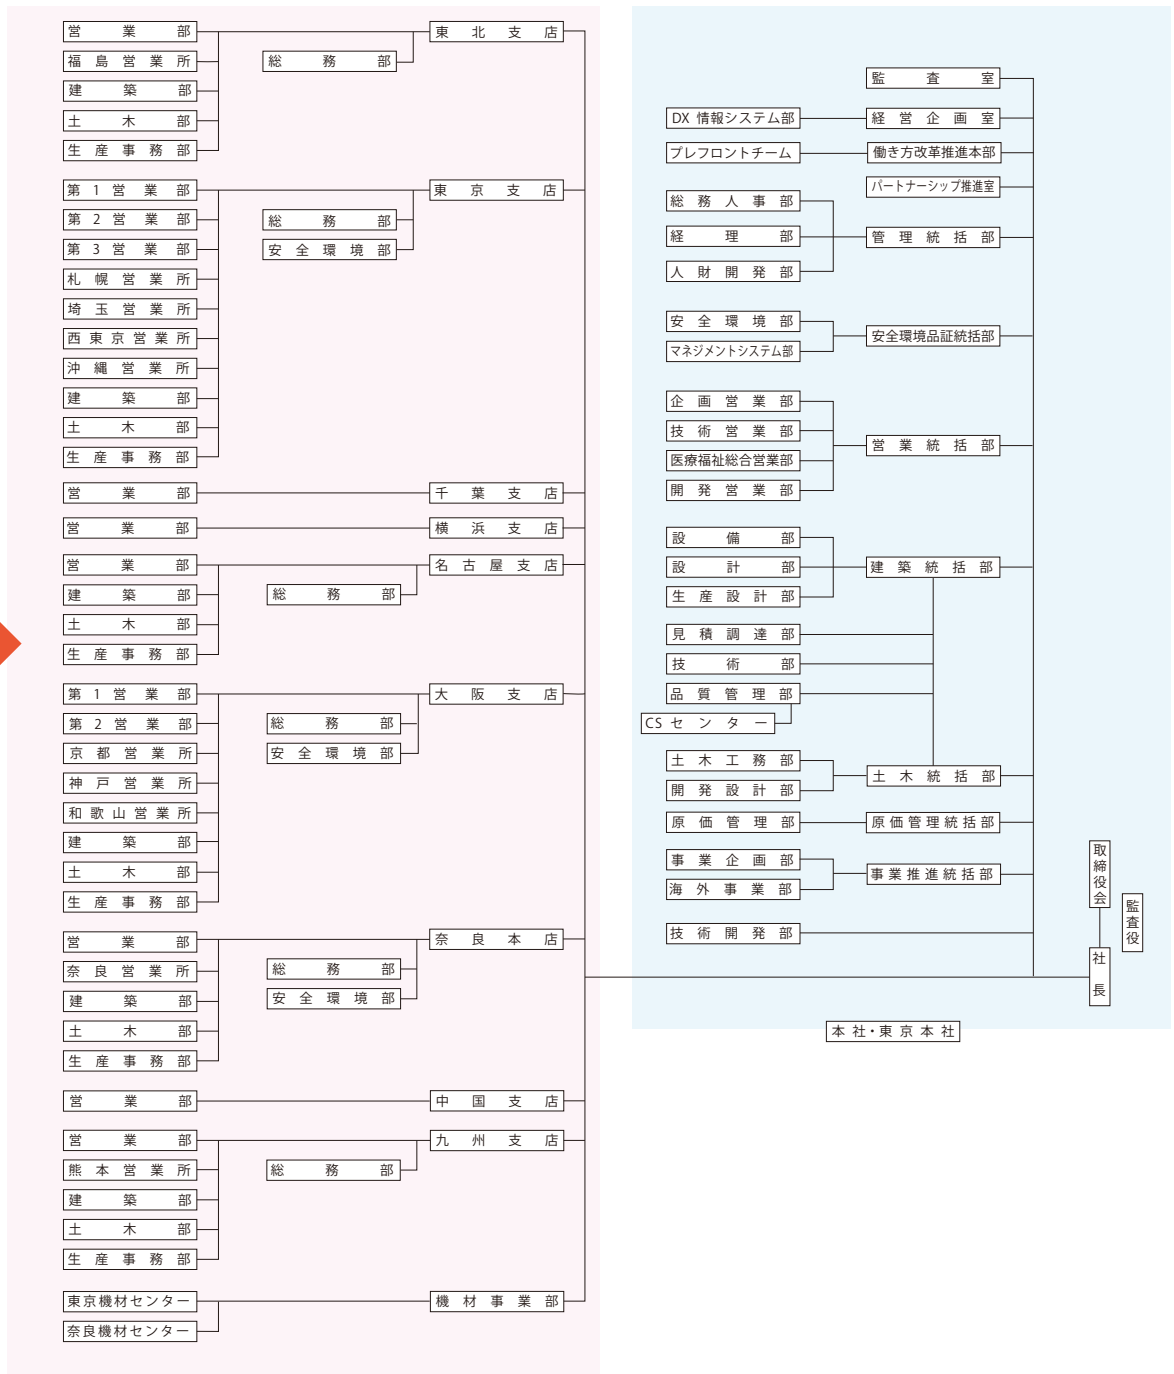 営業部
東北支店
福島営業所
総務部
建築部
土木部
生産事務部
第1営業部
東京支店
第2営業部
総務部
第3営業部
安全環境部
札幌営業所
埼玉営業所
西東京営業所
沖縄営業所
建築部
土木部
生産事務部
営業部
千葉支店
営業部
横浜支店
営業部
名古屋支店
建築部
総務部
土木部
生産事務部
第1営業部
大阪支店
第2営業部
総務部
京都営業所
安全環境部
神戸営業所
和歌山営業所
建築部
土木部
生産事務部
営業部
奈良本店
奈良営業所
総務部
建築部
安全環境部
土木部
生産事務部
営業部
中国支店
営業部
九州支店
熊本営業所
総務部
建築部
土木部
生産事務部
東京機材センター
機材事業部
奈良機材センター
監査室
DX 情報システム部
経営企画室
プレフロントチーム
働き方改革推進本部
パートナーシップ推進室
総務人事部
経理部
管理統括部
人財開発部
安全環境部
安全環境品証統括部
マネジメントシステム部
企画営業部
技術営業部
営業統括部
医療福祉総合営業部
開発営業部
設備部
設計部
建築統括部
生産設計部
見積調達部
技術部
品質管理部
CS センター
土木工務部
土木統括部
開発設計部
原価管理部
原価管理統括部
事業企画部
事業推進統括部
海外事業部
技術開発部
取締役会
監査役
社長
本社・東京本社